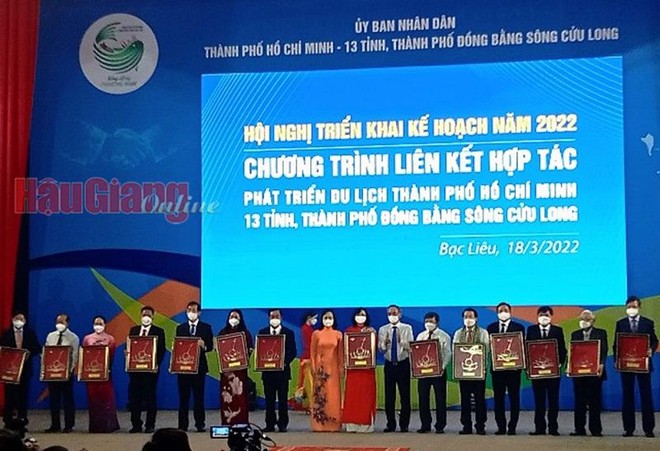 ỦY BAN NHÂN DÂN
THÀNH PHỐ HỒ CHÍ MINH - 13 TỈNH, THÀNH PHỐ ĐỒNG BẰNG SÔNG CỬU LONG
HỘI NGHỊ TRIỂN KHAI KẾ HOẠCH NĂM 2022
CHƯƠNG TRÌNH LIÊN KẾT HỢP TÁC
PHÁT TRIỂN DU LỊCH THÀNH PHỐ HỒ CHÍ MINH
13 TỈNH, THÀNH PHỐ ĐỒNG BẰNG SÔNG CỬU LONG
Bạc Liêu, 18/3/2022
Hậu Giang
Online